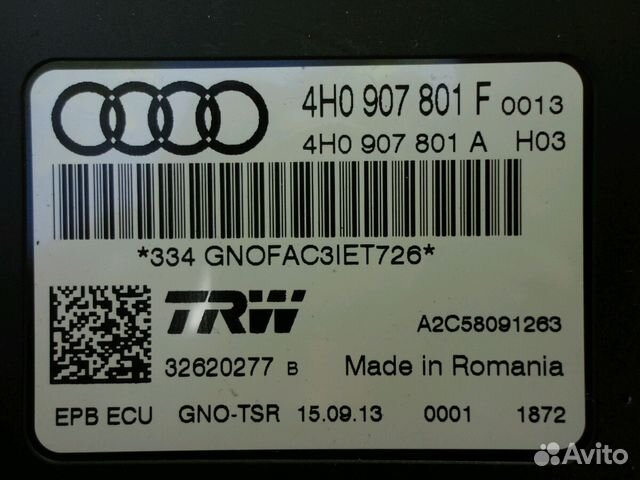 4H0 907 801 F 0013
4H0 907 801 A H03
*334 GNOFAC3IET726*
TRW
A2C58091263
32620277 B Made in Romania
EPB ECU GNO-TSR 15.09.13 0001 1872
Avito